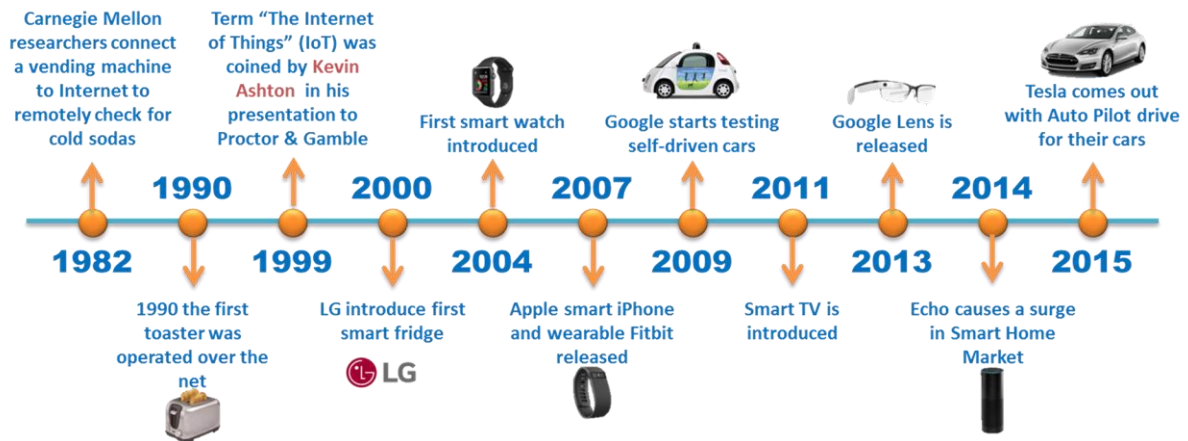 Carnegie Mellon
researchers connect
a vending machine
to Internet to
remotely check for
cold sodas
1982
1990
1990 the first
toaster was
operated over the
net
Term “The Internet
of Things” (IoT) was
coined by Kevin
Ashton in his
presentation to
Proctor & Gamble
1999
2000
LG introduce first
smart fridge
LG
First smart watch
introduced
2004
2007
Apple smart iPhone
and wearable Fitbit
released
Google starts testing
self-driven cars
2009
2011
Smart TV is
introduced
Google Lens is
released
2013
2014
Echo causes a surge
in Smart Home
Market
Tesla comes out
with Auto Pilot drive
for their cars
2015